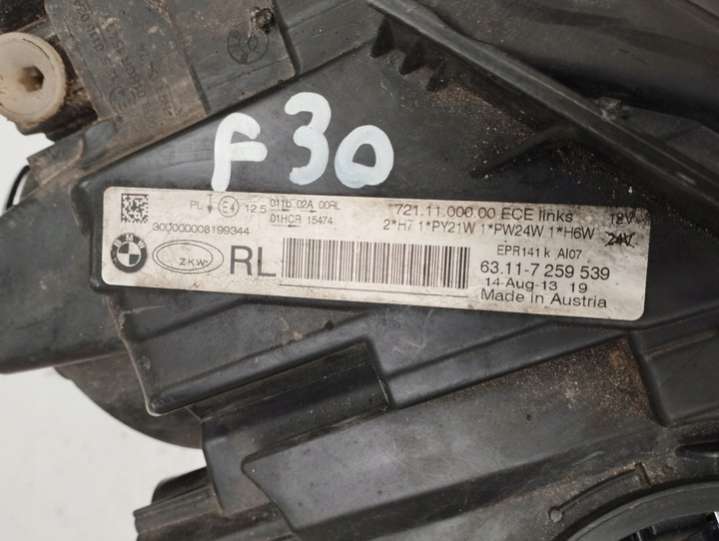 F30
PL E4 12.5 01b 02A 00RL
01HCR 15474
721.11.000.00 ECE links 12V
2*H7 1*PY21W 1*PW24W 1*H6W 24V
300000008199344
EPR141k AI07
BMW ZKW RL
63.11-7 259 539
14-Aug-13 19
Made in Austria